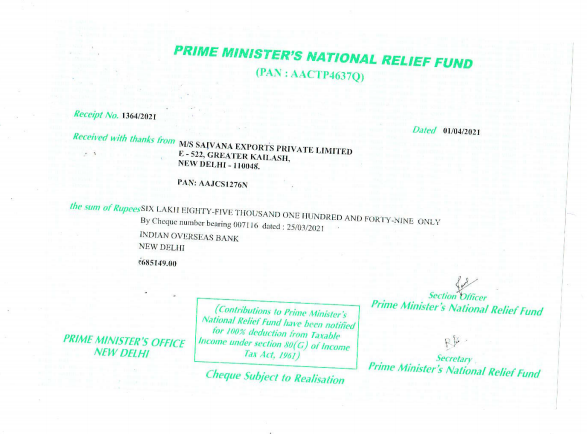 PRIME MINISTER'S NATIONAL RELIEF FUND
(PAN : AACTP4637Q)
Receipt No. 1364/2021
Dated 01/04/2021
Received with thanks from M/S SAIVANA EXPORTS PRIVATE LIMITED
E - 522, GREATER KAILASH,
NEW DELHI - 110048.
PAN: AAJCS1276N
the sum of Rupees SIX LAKH EIGHTY-FIVE THOUSAND ONE HUNDRED AND FORTY-NINE ONLY
By Cheque number bearing 007116 dated : 25/03/2021
INDIAN OVERSEAS BANK
NEW DELHI
₹685149.00
Section Officer
Prime Minister's National Relief Fund
(Contributions to Prime Minister's
National Relief Fund have been notified
for 100% deduction from Taxable
Income under section 80(G) of Income
Tax Act, 1961)
PRIME MINISTER'S OFFICE
NEW DELHI
Secretary
Prime Minister's National Relief Fund
Cheque Subject to Realisation